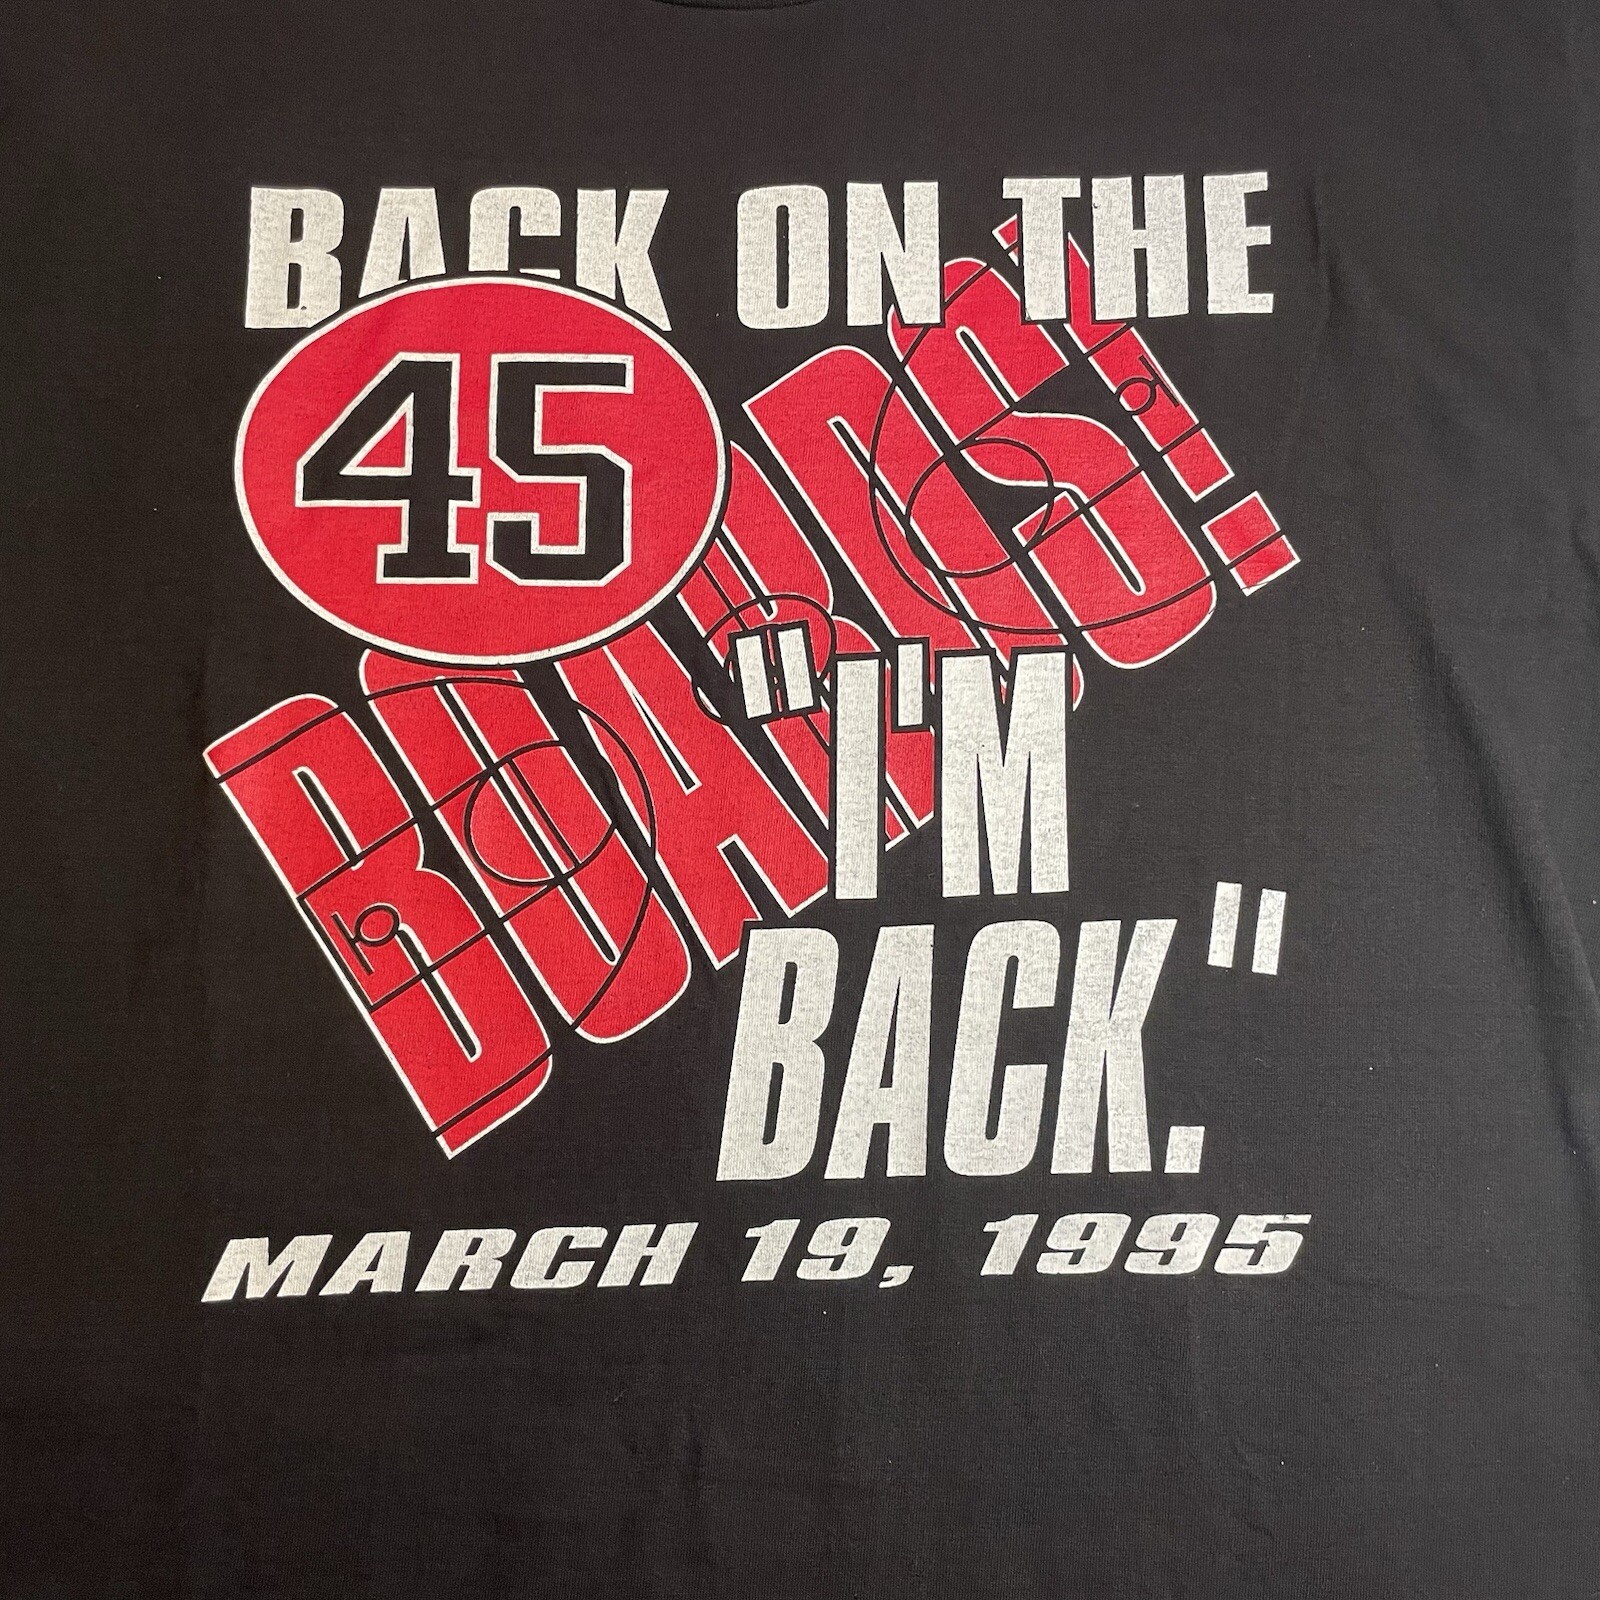 BACK ON THE
45
BOARDS!
"I'M
BACK."
MARCH 19, 1995